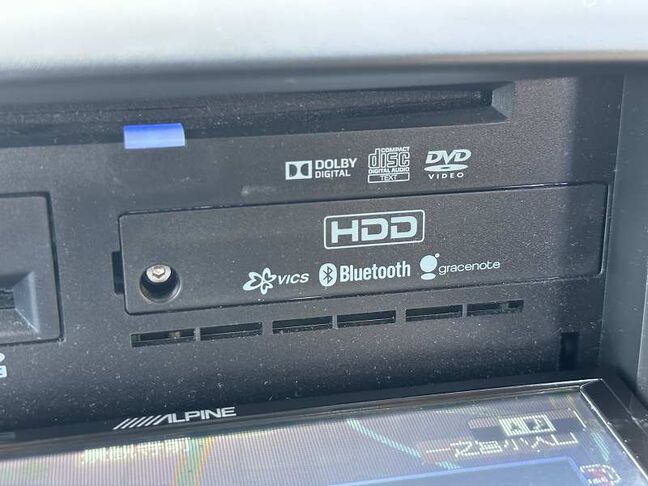 DOLBY
DIGITAL
COMPACT
disc
DIGITAL AUDIO
TEXT
DVD
VIDEO
HDD
VICS
Bluetooth
gracenote
ALPINE